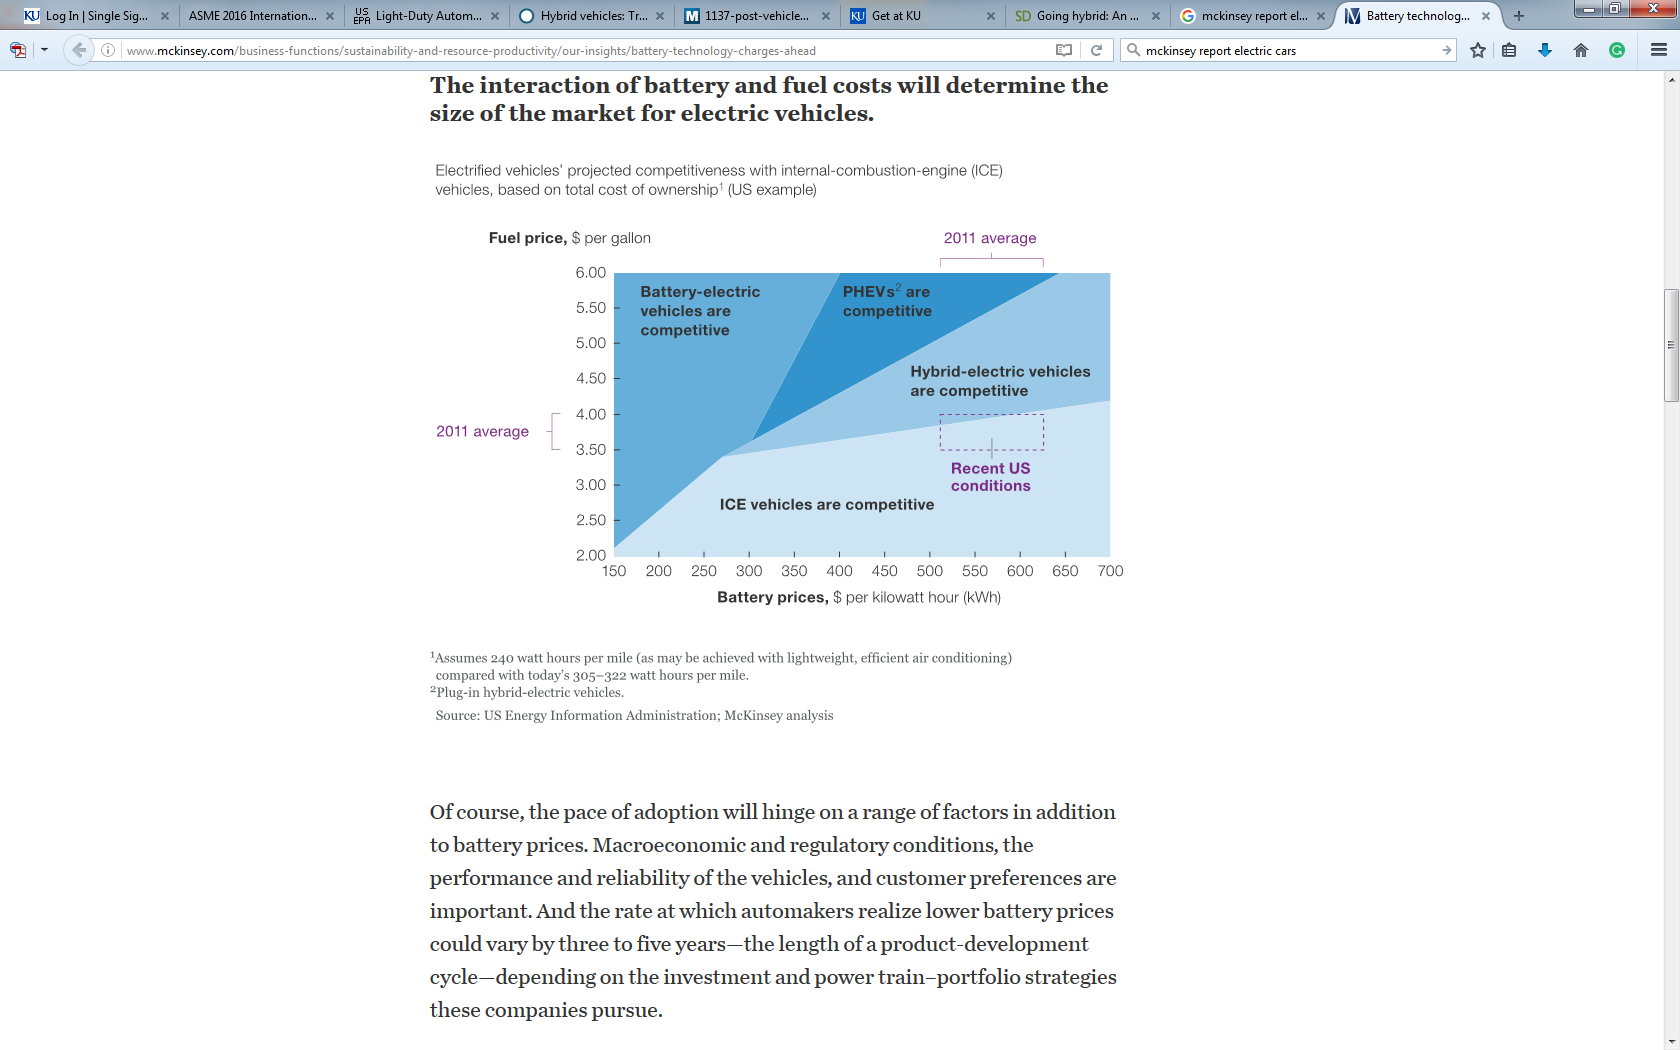 KU Log In | Single Sig...
ASME 2016 Internation...
US EPA Light-Duty Autom...
Hybrid vehicles: Tr...
M 1137-post-vehicle...
KU Get at KU
SD Going hybrid: An ...
G mckinsey report el...
Battery technolog...
www.mckinsey.com/business-functions/sustainability-and-resource-productivity/our-insights/battery-technology-charges-ahead
mckinsey report electric cars
The interaction of battery and fuel costs will determine the
size of the market for electric vehicles.
Electrified vehicles’ projected competitiveness with internal-combustion-engine (ICE)
vehicles, based on total cost of ownership¹ (US example)
Fuel price, $ per gallon
2011 average
6.00
5.50
5.00
4.50
4.00
3.50
3.00
2.50
2.00
2011 average
Battery-electric
vehicles are
competitive
PHEVs² are
competitive
Hybrid-electric vehicles
are competitive
Recent US
conditions
ICE vehicles are competitive
150 200 250 300 350 400 450 500 550 600 650 700
Battery prices, $ per kilowatt hour (kWh)
¹Assumes 240 watt hours per mile (as may be achieved with lightweight, efficient air conditioning)
compared with today’s 305–322 watt hours per mile.
²Plug-in hybrid-electric vehicles.
Source: US Energy Information Administration; McKinsey analysis
Of course, the pace of adoption will hinge on a range of factors in addition
to battery prices. Macroeconomic and regulatory conditions, the
performance and reliability of the vehicles, and customer preferences are
important. And the rate at which automakers realize lower battery prices
could vary by three to five years—the length of a product-development
cycle—depending on the investment and power train–portfolio strategies
these companies pursue.